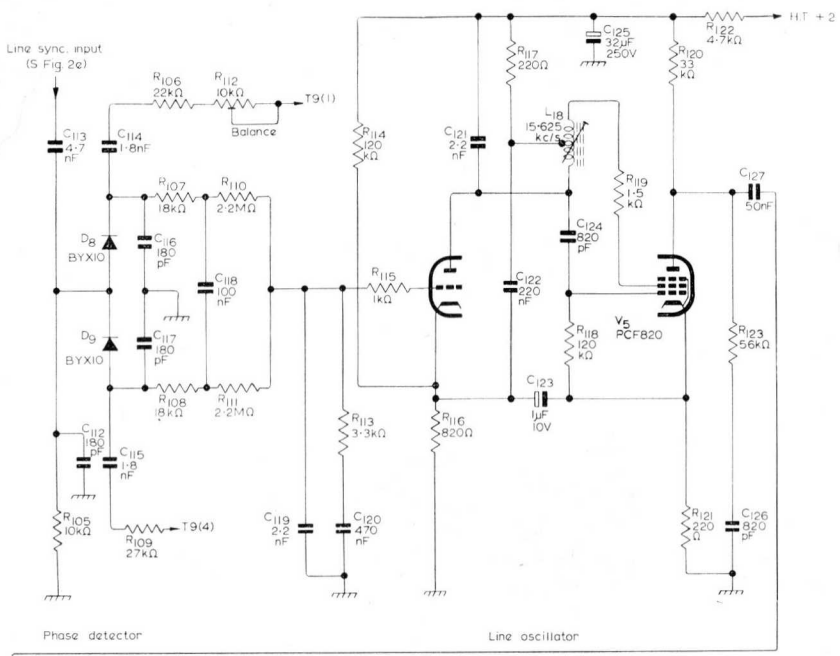 Line sync. input
(S Fig. 2e)
C113
4·7
nF
C114
1·8nF
R106
22kΩ
R112
10kΩ
Balance
T9(1)
R107
18kΩ
R110
2·2MΩ
D8
BYX10
C116
180
pF
C118
100
nF
D9
BYX10
C117
180
pF
R108
18kΩ
R111
2·2MΩ
C112
180
pF
C115
1·8
nF
R105
10kΩ
R109
27kΩ
T9(4)
R114
120
kΩ
R115
1kΩ
R113
3·3kΩ
C119
2·2
nF
C120
470
nF
R116
820Ω
C121
2·2
nF
R117
220Ω
C122
220
nF
C123
1µF
10V
C125
32µF
250V
L18
15·625
kc/s
C124
820
pF
R118
120
kΩ
R119
1·5
kΩ
V5
PCF820
R120
33
kΩ
R122
4·7kΩ
H.T +2
C127
50nF
R123
56kΩ
R121
220
Ω
C126
820
pF
Phase detector
Line oscillator